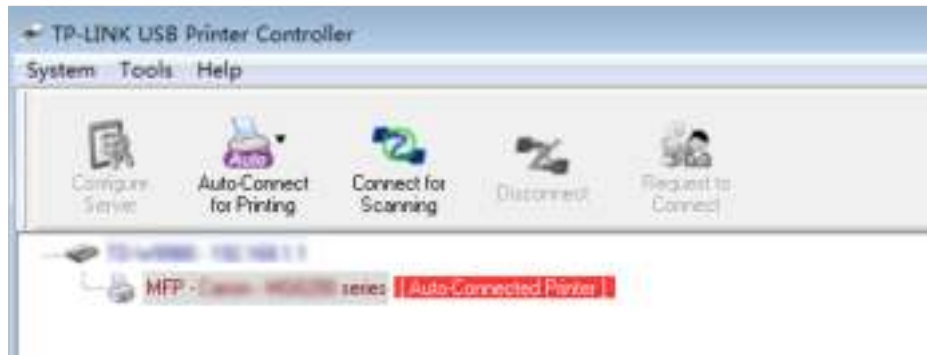 TP-LINK USB Printer Controller
System Tools Help
Auto
Configure Server
Auto-Connect for Printing
Connect for Scanning
Disconnect
Request to Connect
MFP - series [ Auto-Connected Printer ]